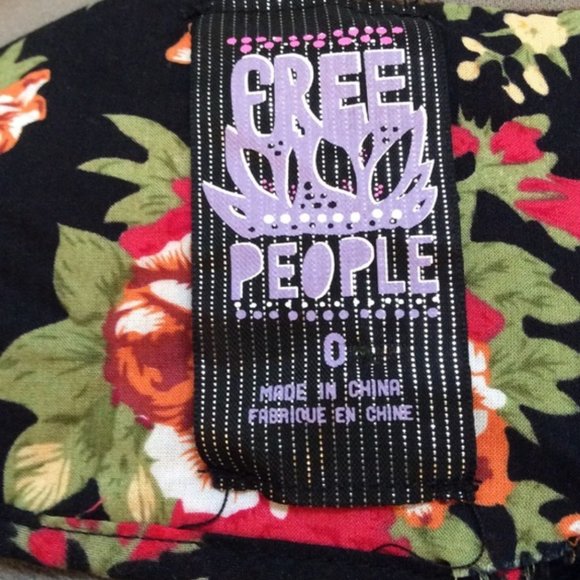 FREE
PEOPLE
0
MADE IN CHINA
FABRIQUE EN CHINE